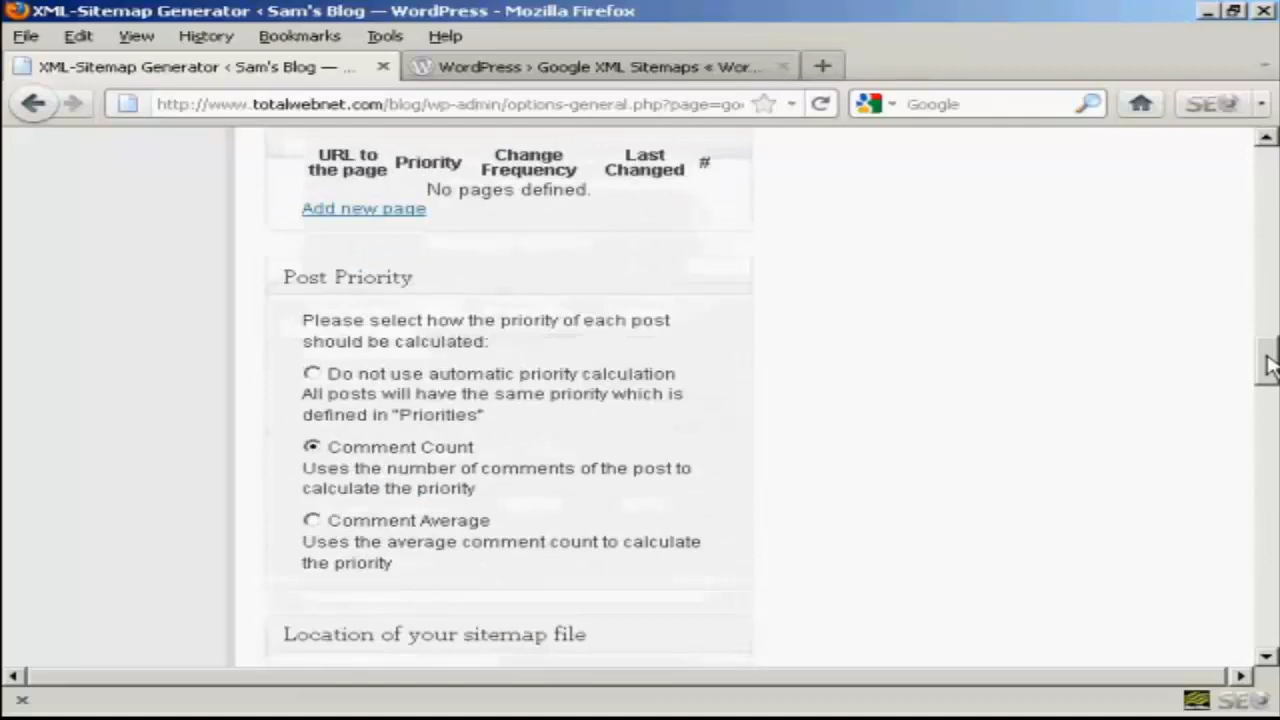 XML-Sitemap Generator ‹ Sam's Blog — WordPress - Mozilla Firefox
File Edit View History Bookmarks Tools Help
XML-Sitemap Generator ‹ Sam's Blog — ... WordPress › Google XML Sitemaps « Wor...
http://www.totalwebnet.com/blog/wp-admin/options-general.php?page=goo Google SEO
URL to the page Priority Change Frequency Last Changed #
No pages defined.
Add new page
Post Priority
Please select how the priority of each post
should be calculated:
Do not use automatic priority calculation
All posts will have the same priority which is
defined in "Priorities"
Comment Count
Uses the number of comments of the post to
calculate the priority
Comment Average
Uses the average comment count to calculate
the priority
Location of your sitemap file
SEO